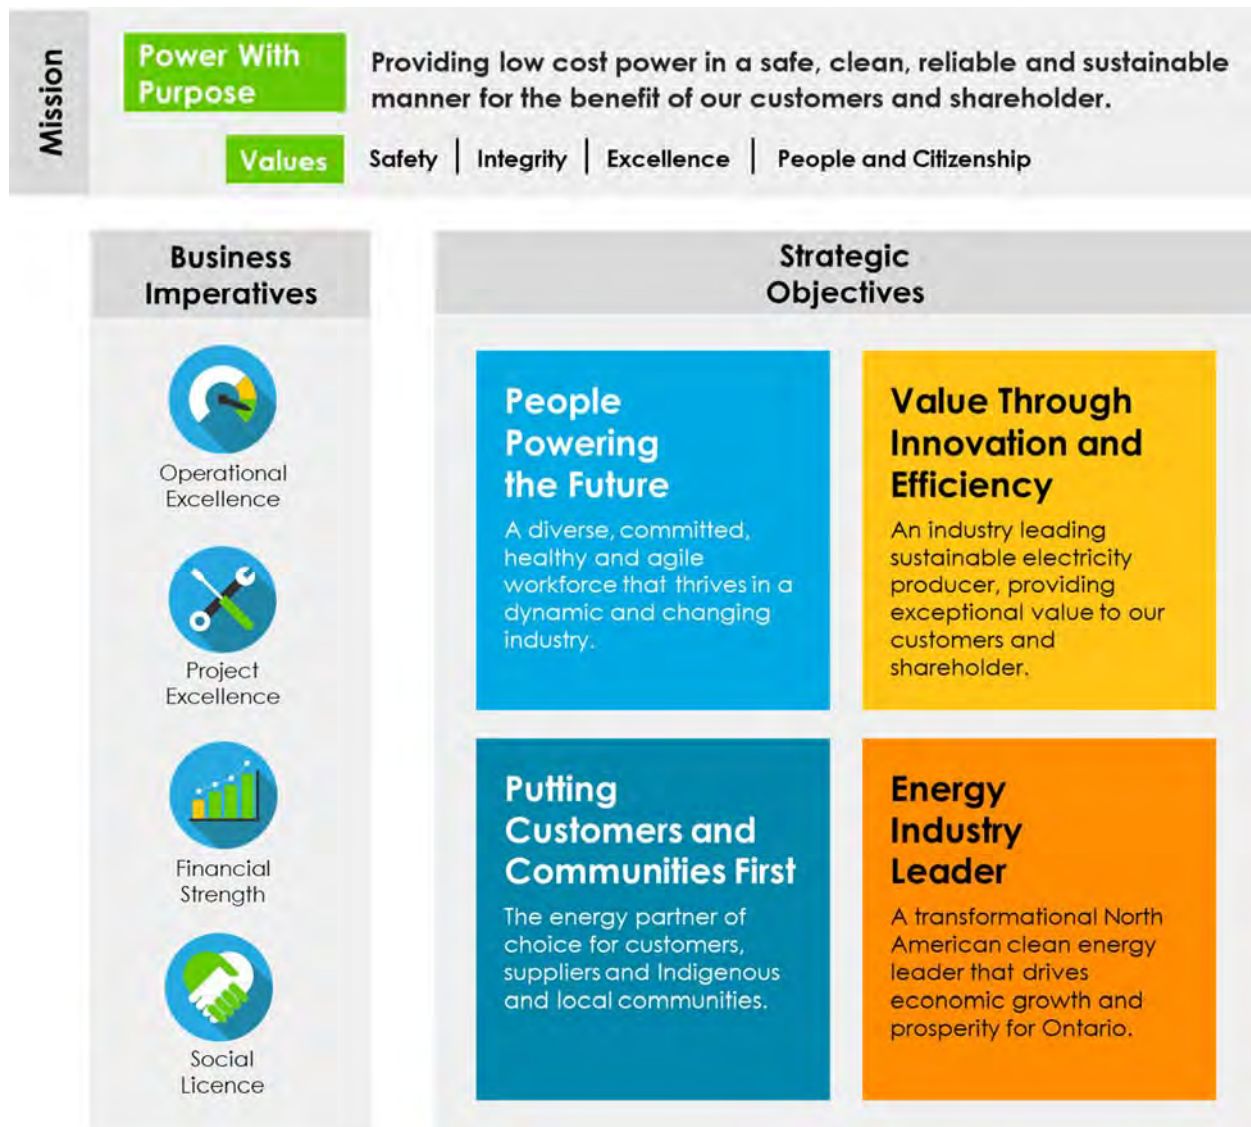 Mission
Power With
Purpose
Providing low cost power in a safe, clean, reliable and sustainable
manner for the benefit of our customers and shareholder.
Values
Safety | Integrity | Excellence | People and Citizenship
Business
Imperatives
Operational
Excellence
Project
Excellence
Financial
Strength
Social
Licence
Strategic
Objectives
People
Powering
the Future
A diverse, committed,
healthy and agile
workforce that thrives in a
dynamic and changing
industry.
Value Through
Innovation and
Efficiency
An industry leading
sustainable electricity
producer, providing
exceptional value to our
customers and
shareholder.
Putting
Customers and
Communities First
The energy partner of
choice for customers,
suppliers and Indigenous
and local communities.
Energy
Industry
Leader
A transformational North
American clean energy
leader that drives
economic growth and
prosperity for Ontario.